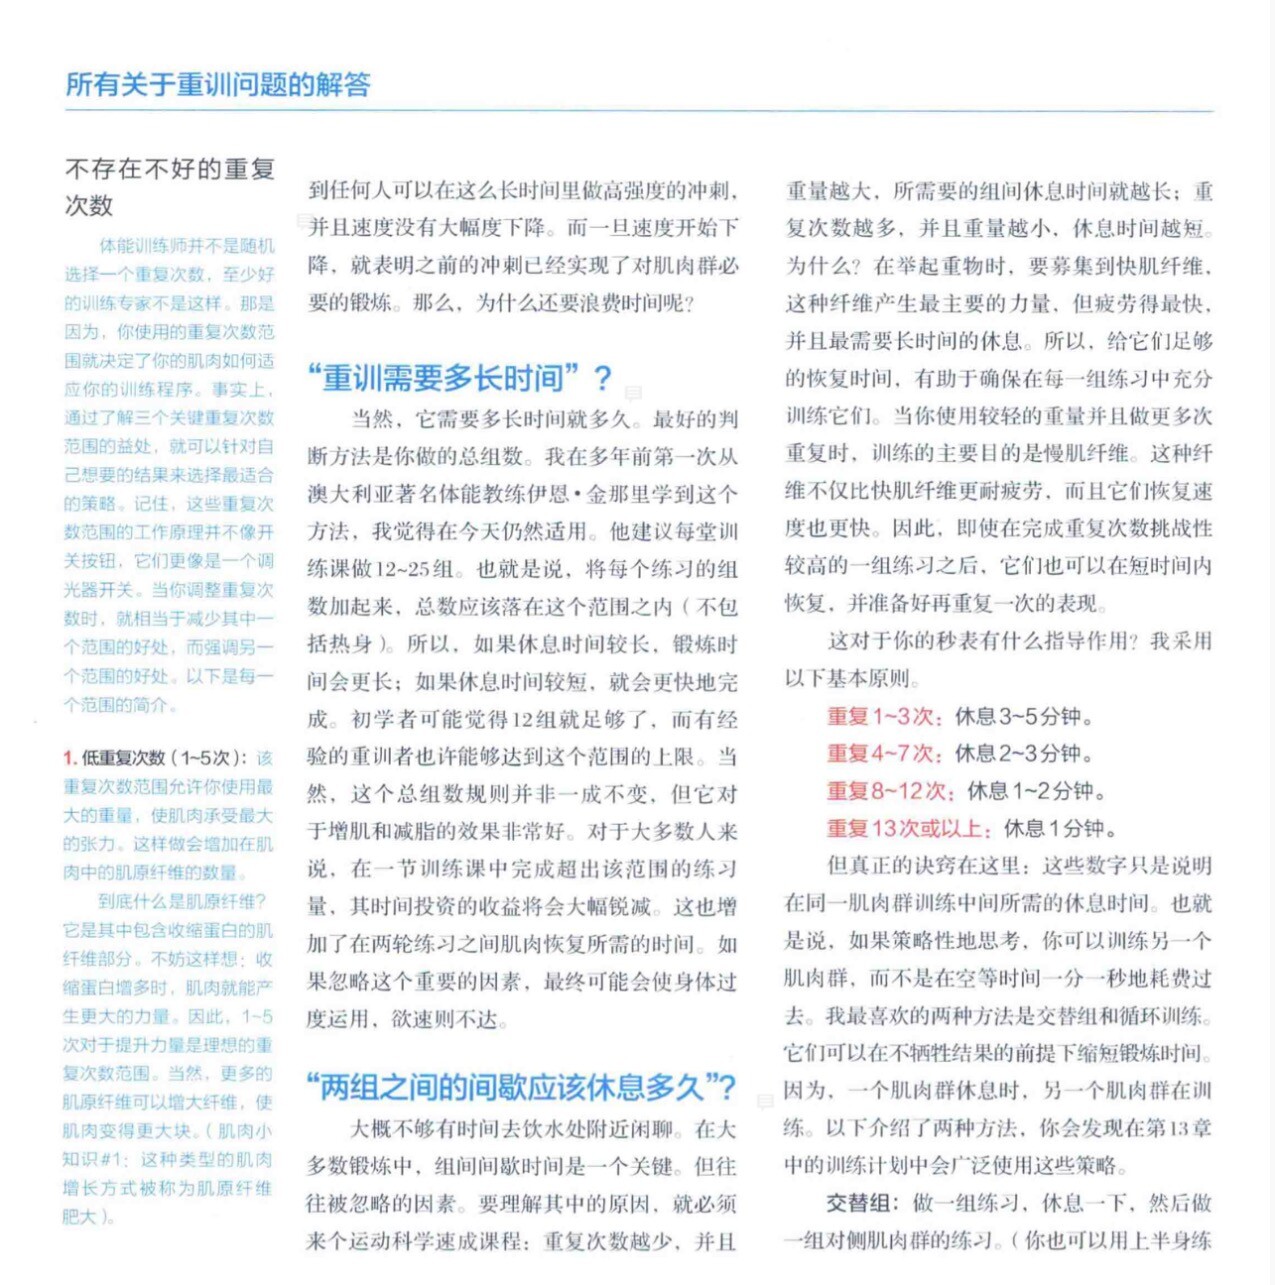 所有关于重训问题的解答
不存在不好的重复
次数
体能训练师并不是随机
选择一个重复次数，至少好
的训练专家不是这样。那是
因为，你使用的重复次数范
围就决定了你的肌肉如何适
应你的训练程序。事实上，
通过了解三个关键重复次数
范围的益处，就可以针对自
己想要的结果来选择最适合
的策略。记住，这些重复次
数范围的工作原理并不像开
关按钮，它们更像是一个调
光器开关。当你调整重复次
数时，就相当于减少其中一
个范围的好处，而强调另一
个范围的好处。以下是每一
个范围的简介。
1. 低重复次数（1~5次）：该
重复次数范围允许你使用最
大的重量，使肌肉承受最大
的张力。这样做会增加在肌
肉中的肌原纤维的数量。
到底什么是肌原纤维？
它是其中包含收缩蛋白的肌
纤维部分。不妨这样想：收
缩蛋白增多时，肌肉就能产
生更大的力量。因此，1~5
次对于提升力量是理想的重
复次数范围。当然，更多的
肌原纤维可以增大纤维，使
肌肉变得更大块。（肌肉小
知识#1：这种类型的肌肉
增长方式被称为肌原纤维
肥大）。
到任何人可以在这么长时间里做高强度的冲刺，
并且速度没有大幅度下降。而一旦速度开始下
降，就表明之前的冲刺已经实现了对肌肉群必
要的锻炼。那么，为什么还要浪费时间呢？
“重训需要多长时间”？
当然，它需要多长时间就多久。最好的判
断方法是你做的总组数。我在多年前第一次从
澳大利亚著名体能教练伊恩•金那里学到这个
方法，我觉得在今天仍然适用。他建议每堂训
练课做12~25组。也就是说，将每个练习的组
数加起来，总数应该落在这个范围之内（不包
括热身）。所以，如果休息时间较长，锻炼时
间会更长；如果休息时间较短，就会更快地完
成。初学者可能觉得12组就足够了，而有经
验的重训者也许能够达到这个范围的上限。当
然，这个总组数规则并非一成不变，但它对
于增肌和减脂的效果非常好。对于大多数人来
说，在一节训练课中完成超出该范围的练习
量，其时间投资的收益将会大幅锐减。这也增
加了在两轮练习之间肌肉恢复所需的时间。如
果忽略这个重要的因素，最终可能会使身体过
度运用，欲速则不达。
“两组之间的间歇应该休息多久”？
大概不够有时间去饮水处附近闲聊。在大
多数锻炼中，组间间歇时间是一个关键。但往
往被忽略的因素。要理解其中的原因，就必须
来个运动科学速成课程：重复次数越少，并且
重量越大，所需要的组间休息时间就越长；重
复次数越多，并且重量越小，休息时间越短。
为什么？在举起重物时，要募集到快肌纤维，
这种纤维产生最主要的力量，但疲劳得最快，
并且最需要长时间的休息。所以，给它们足够
的恢复时间，有助于确保在每一组练习中充分
训练它们。当你使用较轻的重量并且做更多次
重复时，训练的主要目的是慢肌纤维。这种纤
维不仅比快肌纤维更耐疲劳，而且它们恢复速
度也更快。因此，即使在完成重复次数挑战性
较高的一组练习之后，它们也可以在短时间内
恢复，并准备好再重复一次的表现。
这对于你的秒表有什么指导作用？我采用
以下基本原则。
重复1~3次：休息3~5分钟。
重复4~7次：休息2~3分钟。
重复8~12次：休息1~2分钟。
重复13次或以上：休息1分钟。
但真正的诀窍在这里：这些数字只是说明
在同一肌肉群训练中间所需的休息时间。也就
是说，如果策略性地思考，你可以训练另一个
肌肉群，而不是在空等时间一分一秒地耗费过
去。我最喜欢的两种方法是交替组和循环训练。
它们可以在不牺牲结果的前提下缩短锻炼时间。
因为，一个肌肉群休息时，另一个肌肉群在训
练。以下介绍了两种方法，你会发现在第13章
中的训练计划中会广泛使用这些策略。
交替组：做一组练习，休息一下，然后做
一组对侧肌肉群的练习。（你也可以用上半身练